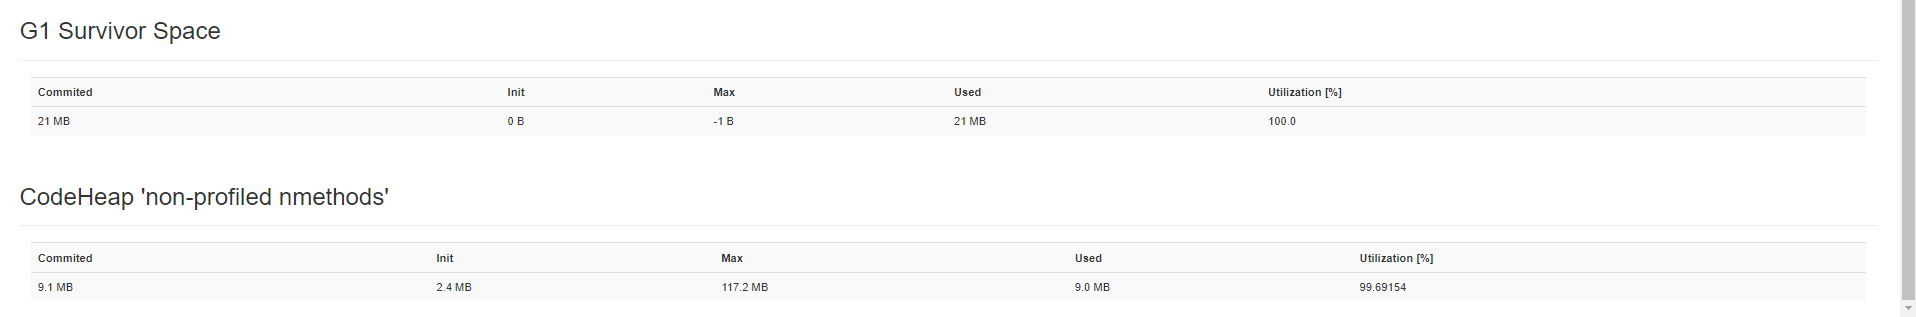 G1 Survivor Space
Commited Init Max Used Utilization [%]
21 MB 0 B -1 B 21 MB 100.0
CodeHeap 'non-profiled nmethods'
Commited Init Max Used Utilization [%]
9.1 MB 2.4 MB 117.2 MB 9.0 MB 99.69154